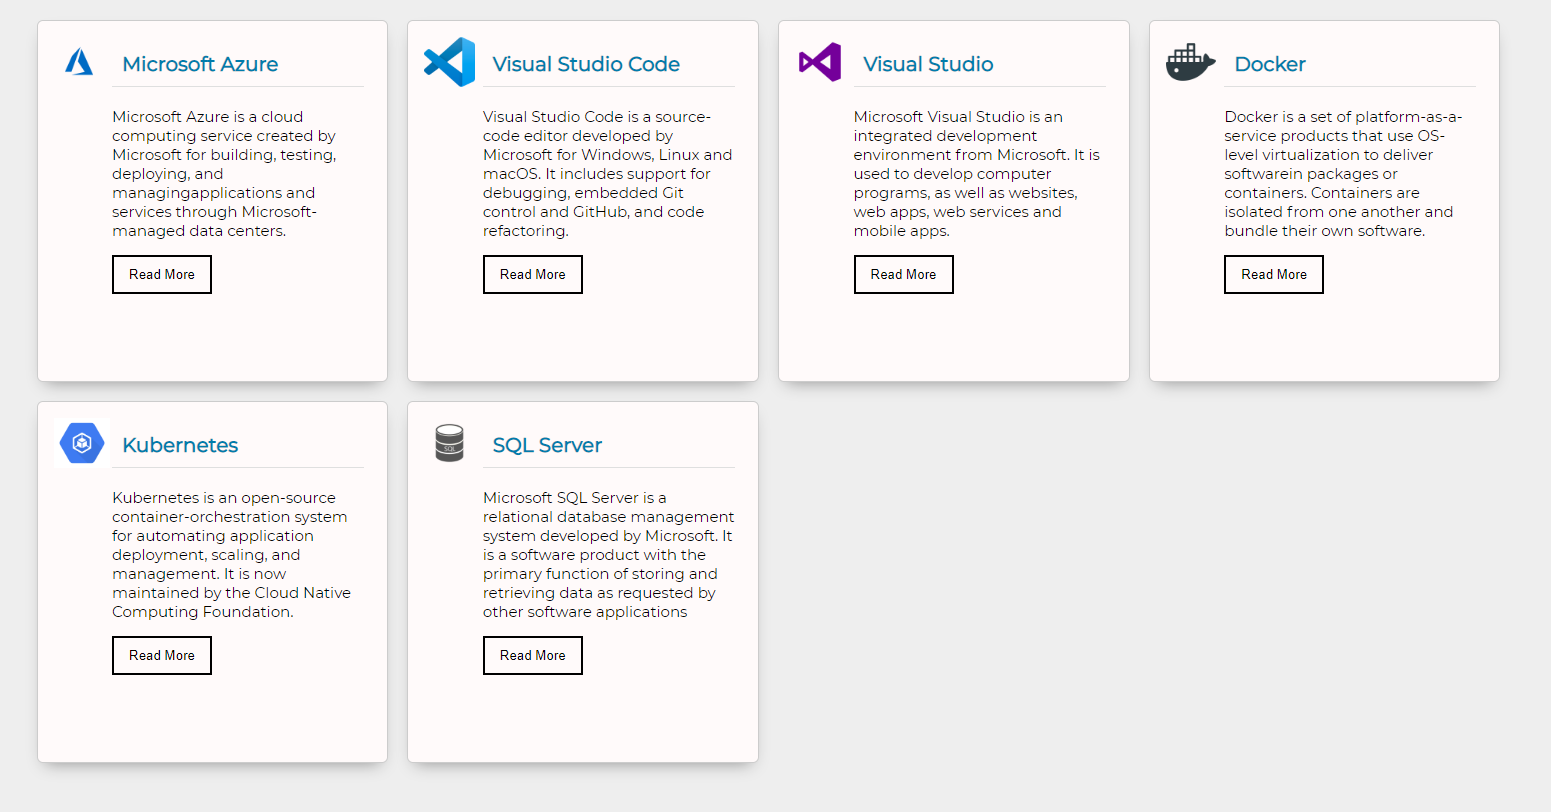 Microsoft Azure
Microsoft Azure is a cloud
computing service created by
Microsoft for building, testing,
deploying, and
managingapplications and
services through Microsoft-
managed data centers.
Read More
Visual Studio Code
Visual Studio Code is a source-
code editor developed by
Microsoft for Windows, Linux and
macOS. It includes support for
debugging, embedded Git
control and GitHub, and code
refactoring.
Read More
Visual Studio
Microsoft Visual Studio is an
integrated development
environment from Microsoft. It is
used to develop computer
programs, as well as websites,
web apps, web services and
mobile apps.
Read More
Docker
Docker is a set of platform-as-a-
service products that use OS-
level virtualization to deliver
softwarein packages or
containers. Containers are
isolated from one another and
bundle their own software.
Read More
Kubernetes
Kubernetes is an open-source
container-orchestration system
for automating application
deployment, scaling, and
management. It is now
maintained by the Cloud Native
Computing Foundation.
Read More
SQL
SQL Server
Microsoft SQL Server is a
relational database management
system developed by Microsoft. It
is a software product with the
primary function of storing and
retrieving data as requested by
other software applications
Read More